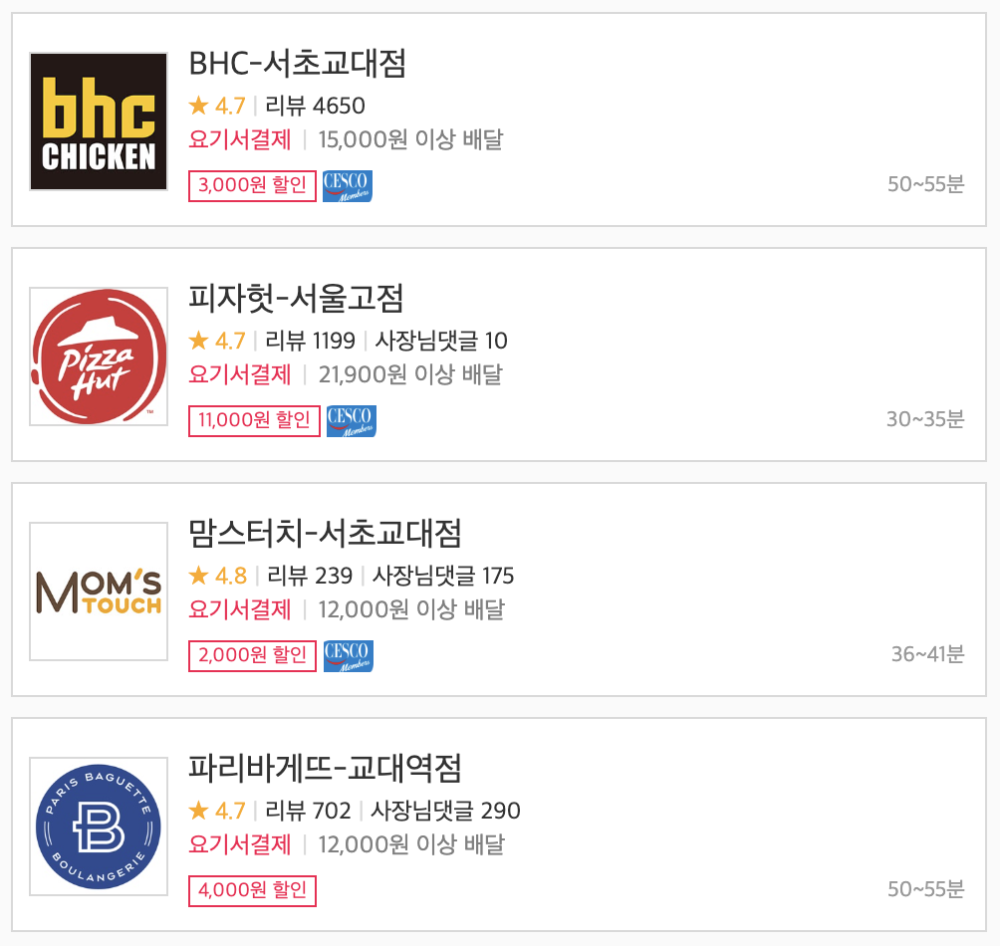 bhc
CHICKEN
BHC-서초교대점
★ 4.7 | 리뷰 4650
요기서결제 | 15,000원 이상 배달
3,000원 할인 CESCO Members
50~55분
Pizza
Hut
™
피자헛-서울고점
★ 4.7 | 리뷰 1199 | 사장님댓글 10
요기서결제 | 21,900원 이상 배달
11,000원 할인 CESCO Members
30~35분
MOM'S
TOUCH
맘스터치-서초교대점
★ 4.8 | 리뷰 239 | 사장님댓글 175
요기서결제 | 12,000원 이상 배달
2,000원 할인 CESCO Members
36~41분
PARIS BAGUETTE
B
BOULANGERIE
파리바게뜨-교대역점
★ 4.7 | 리뷰 702 | 사장님댓글 290
요기서결제 | 12,000원 이상 배달
4,000원 할인
50~55분